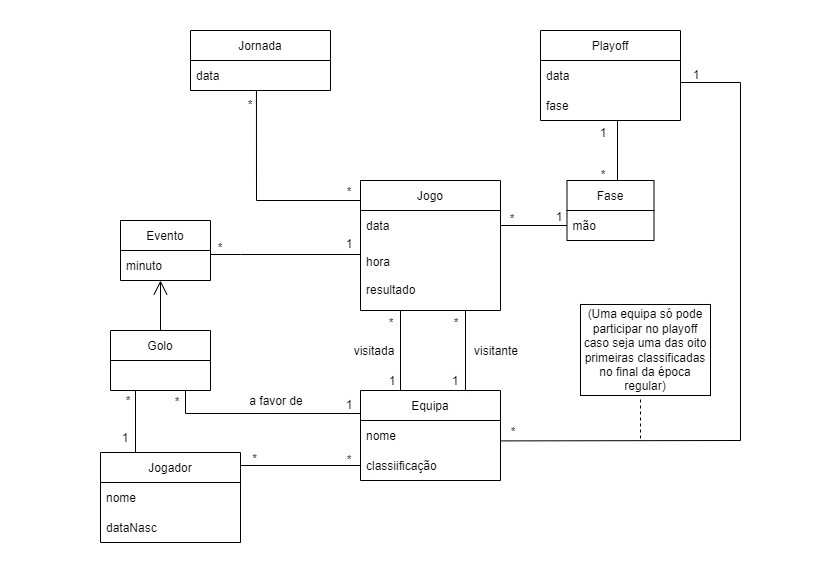 Jornada
data
*
*
Playoff
data
fase
1
1
*
Fase
mão
1
*
Jogo
data
hora
resultado
Evento
minuto
*
1
*
*
visitada
visitante
1
1
(Uma equipa só pode
participar no playoff
caso seja uma das oito
primeiras classificadas
no final da época
regular)
Golo
*
*
a favor de
1
1
Equipa
nome
classiificação
*
Jogador
nome
dataNasc
*
*